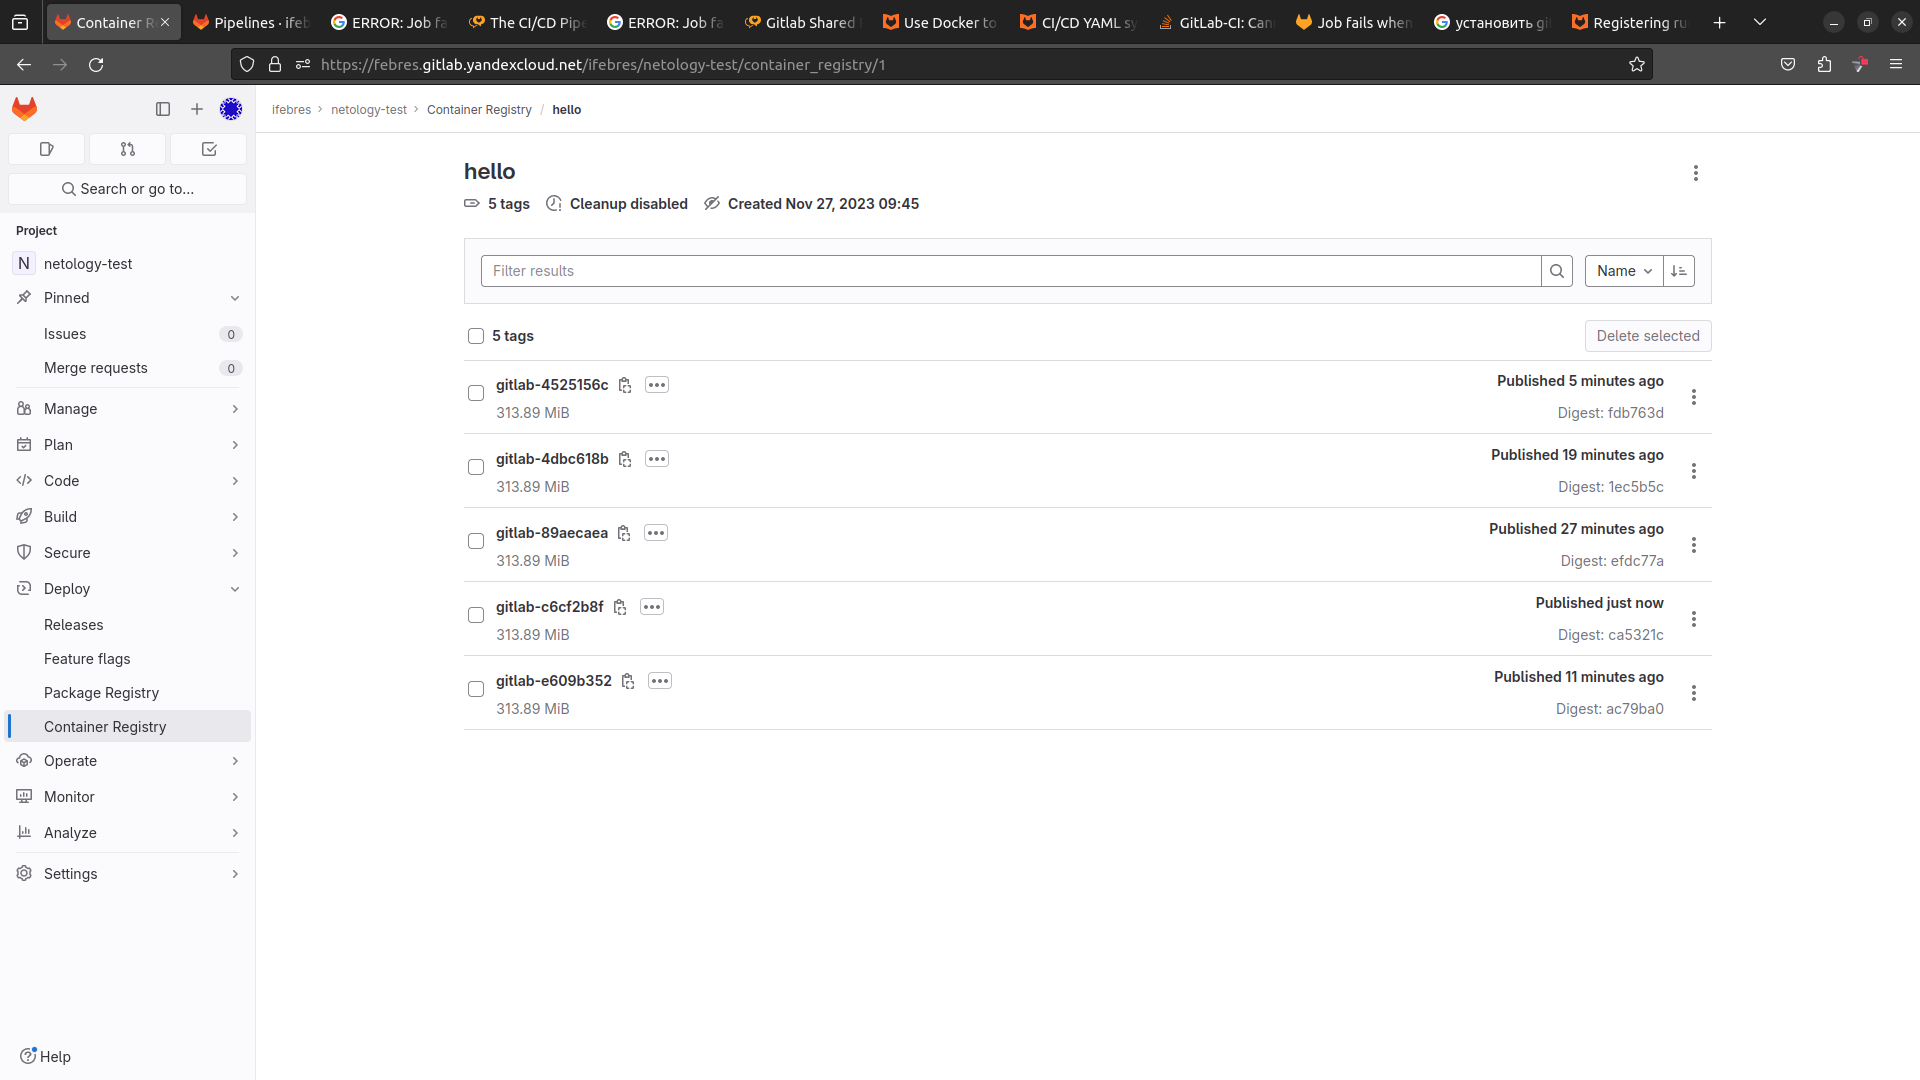 Container R
Pipelines · ifeb
ERROR: Job fa
The CI/CD Pipe
ERROR: Job fa
Gitlab Shared
Use Docker to
CI/CD YAML sy
GitLab-CI: Can
Job fails when
установить gi
Registering ru
https://febres.gitlab.yandexcloud.net/ifebres/netology-test/container_registry/1
ifebres › netology-test › Container Registry / hello
Search or go to...
Project
N netology-test
Pinned
Issues 0
Merge requests 0
Manage
Plan
Code
Build
Secure
Deploy
Releases
Feature flags
Package Registry
Container Registry
Operate
Monitor
Analyze
Settings
Help
hello
5 tags Cleanup disabled Created Nov 27, 2023 09:45
Filter results Name
5 tags Delete selected
gitlab-4525156c Published 5 minutes ago
313.89 MiB Digest: fdb763d
gitlab-4dbc618b Published 19 minutes ago
313.89 MiB Digest: 1ec5b5c
gitlab-89aecaea Published 27 minutes ago
313.89 MiB Digest: efdc77a
gitlab-c6cf2b8f Published just now
313.89 MiB Digest: ca5321c
gitlab-e609b352 Published 11 minutes ago
313.89 MiB Digest: ac79ba0